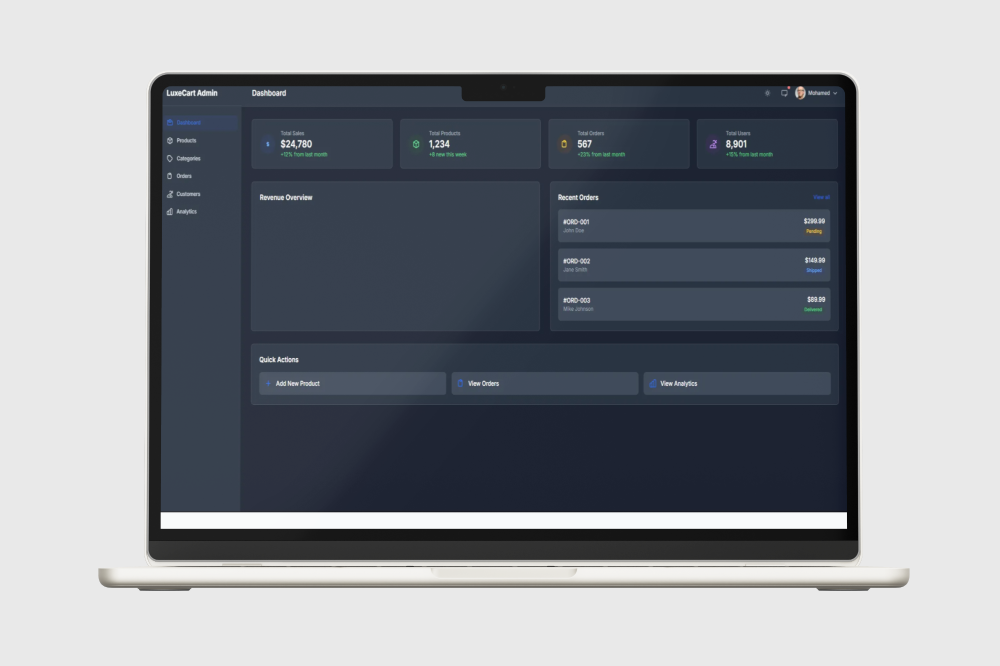 LuxeCart Admin
Dashboard
Mohamed
Dashboard
Products
Categories
Orders
Customers
Analytics
Total Sales
$24,780
+12% from last month
Total Products
1,234
+8 new this week
Total Orders
567
+23% from last month
Total Users
8,901
+15% from last month
Revenue Overview
Recent Orders
View all
#ORD-001
$299.99
John Doe
Pending
#ORD-002
$149.99
Jane Smith
Shipped
#ORD-003
$89.99
Mike Johnson
Delivered
Quick Actions
+ Add New Product
View Orders
View Analytics